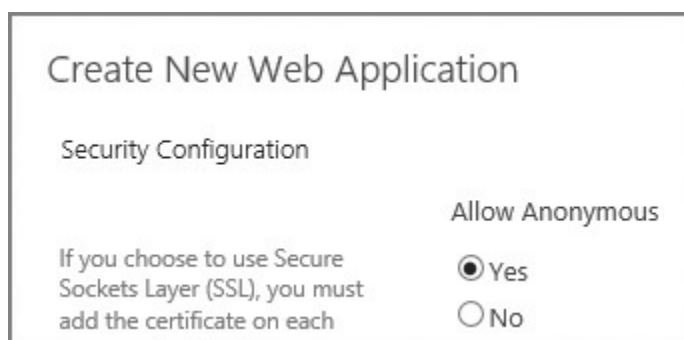 Create New Web Application
Security Configuration
Allow Anonymous
If you choose to use Secure
Sockets Layer (SSL), you must
add the certificate on each
Yes
No